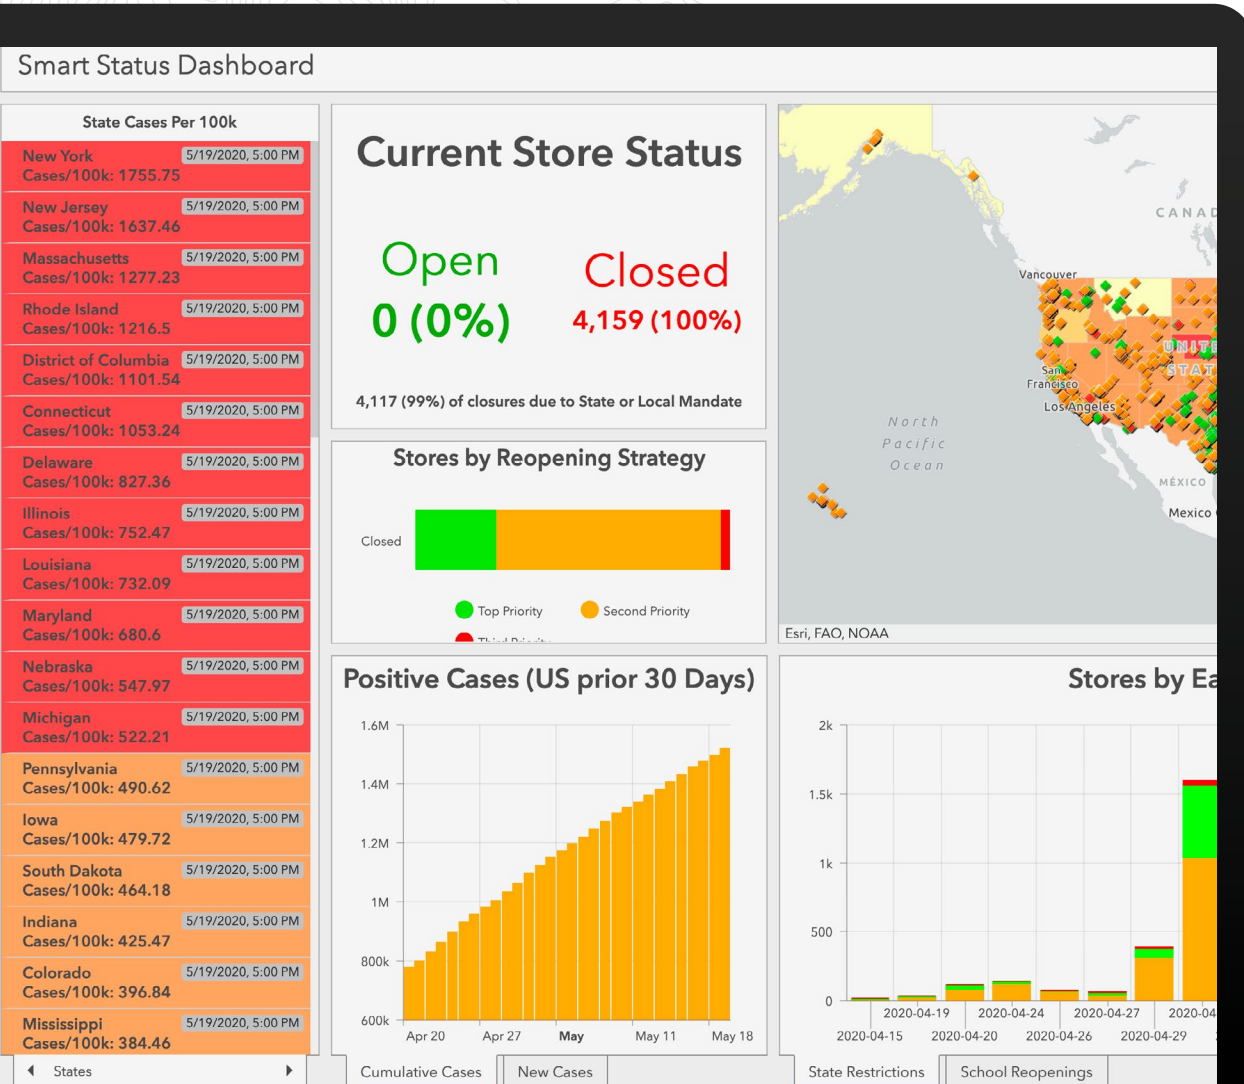 Smart Status Dashboard
State Cases Per 100k
New York 5/19/2020, 5:00 PM
Cases/100k: 1755.75
New Jersey 5/19/2020, 5:00 PM
Cases/100k: 1637.46
Massachusetts 5/19/2020, 5:00 PM
Cases/100k: 1277.23
Rhode Island 5/19/2020, 5:00 PM
Cases/100k: 1216.5
District of Columbia 5/19/2020, 5:00 PM
Cases/100k: 1101.54
Connecticut 5/19/2020, 5:00 PM
Cases/100k: 1053.24
Delaware 5/19/2020, 5:00 PM
Cases/100k: 827.36
Illinois 5/19/2020, 5:00 PM
Cases/100k: 752.47
Louisiana 5/19/2020, 5:00 PM
Cases/100k: 732.09
Maryland 5/19/2020, 5:00 PM
Cases/100k: 680.6
Nebraska 5/19/2020, 5:00 PM
Cases/100k: 547.97
Michigan 5/19/2020, 5:00 PM
Cases/100k: 522.21
Pennsylvania 5/19/2020, 5:00 PM
Cases/100k: 490.62
Iowa 5/19/2020, 5:00 PM
Cases/100k: 479.72
South Dakota 5/19/2020, 5:00 PM
Cases/100k: 464.18
Indiana 5/19/2020, 5:00 PM
Cases/100k: 425.47
Colorado 5/19/2020, 5:00 PM
Cases/100k: 396.84
Mississippi 5/19/2020, 5:00 PM
Cases/100k: 384.46
States
Current Store Status
Open
0 (0%)
Closed
4,159 (100%)
4,117 (99%) of closures due to State or Local Mandate
Stores by Reopening Strategy
Closed
Top Priority Second Priority
Third Priority
CANAD
Vancouver
UNITE
STAT
San
Francisco
Los Angeles
North
Pacific
Ocean
MÉXICO
Mexico
Esri, FAO, NOAA
Positive Cases (US prior 30 Days)
1.6M
1.4M
1.2M
1M
800k
600k
Apr 20 Apr 27 May May 11 May 18
Cumulative Cases New Cases
Stores by Ea
2k
1.5k
1k
500
0
2020-04-19 2020-04-24 2020-04-27 2020-04
2020-04-15 2020-04-20 2020-04-26 2020-04-29
State Restrictions School Reopenings